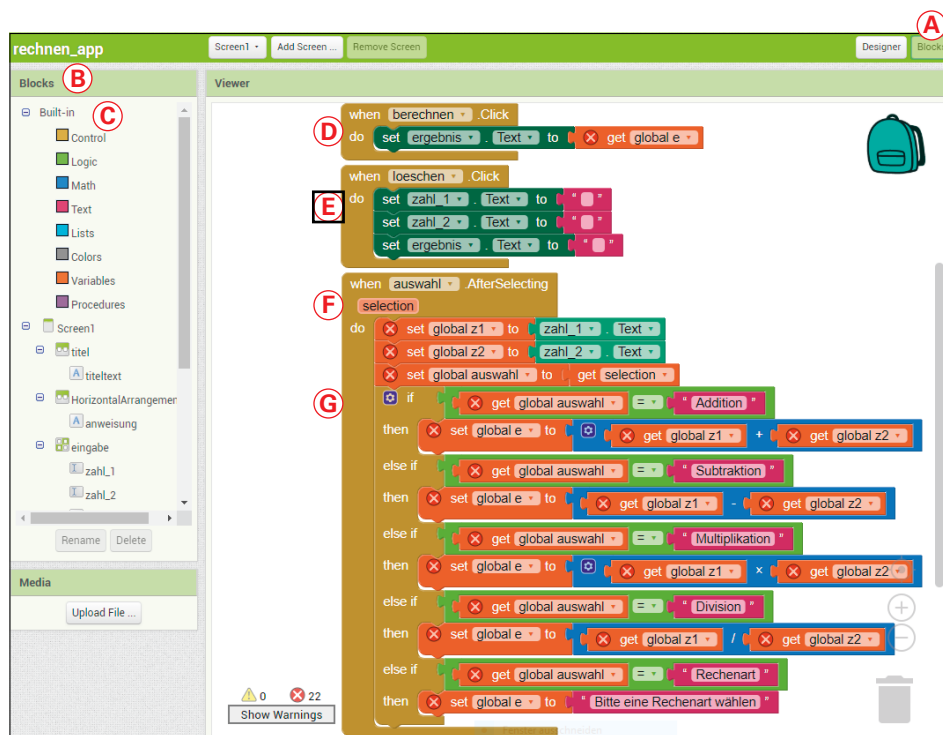 A
rechnen_app Screen1 Add Screen ... Remove Screen Designer Blocks
Blocks B Viewer
Built-in C
Control
Logic
Math
Text
Lists
Colors
Variables
Procedures
Screen1
titel
A titeltext
HorizontalArrangemen
A anweisung
eingabe
zahl_1
zahl_2
Rename Delete
Media
Upload File ...
when berechnen .Click
D do set ergebnis . Text to get global e
when loeschen .Click
E do set zahl_1 . Text to " "
set zahl_2 . Text to " "
set ergebnis . Text to " "
when auswahl .AfterSelecting
F selection
do set global z1 to zahl_1 . Text
set global z2 to zahl_2 . Text
set global auswahl to get selection
G if get global auswahl = " Addition "
then set global e to get global z1 + get global z2
else if get global auswahl = " Subtraktion "
then set global e to get global z1 - get global z2
else if get global auswahl = " Multiplikation "
then set global e to get global z1 × get global z2
else if get global auswahl = " Division "
then set global e to get global z1 / get global z2
else if get global auswahl = " Rechenart "
then set global e to " Bitte eine Rechenart wählen "
0 22
Show Warnings
Fenster ausschneiden